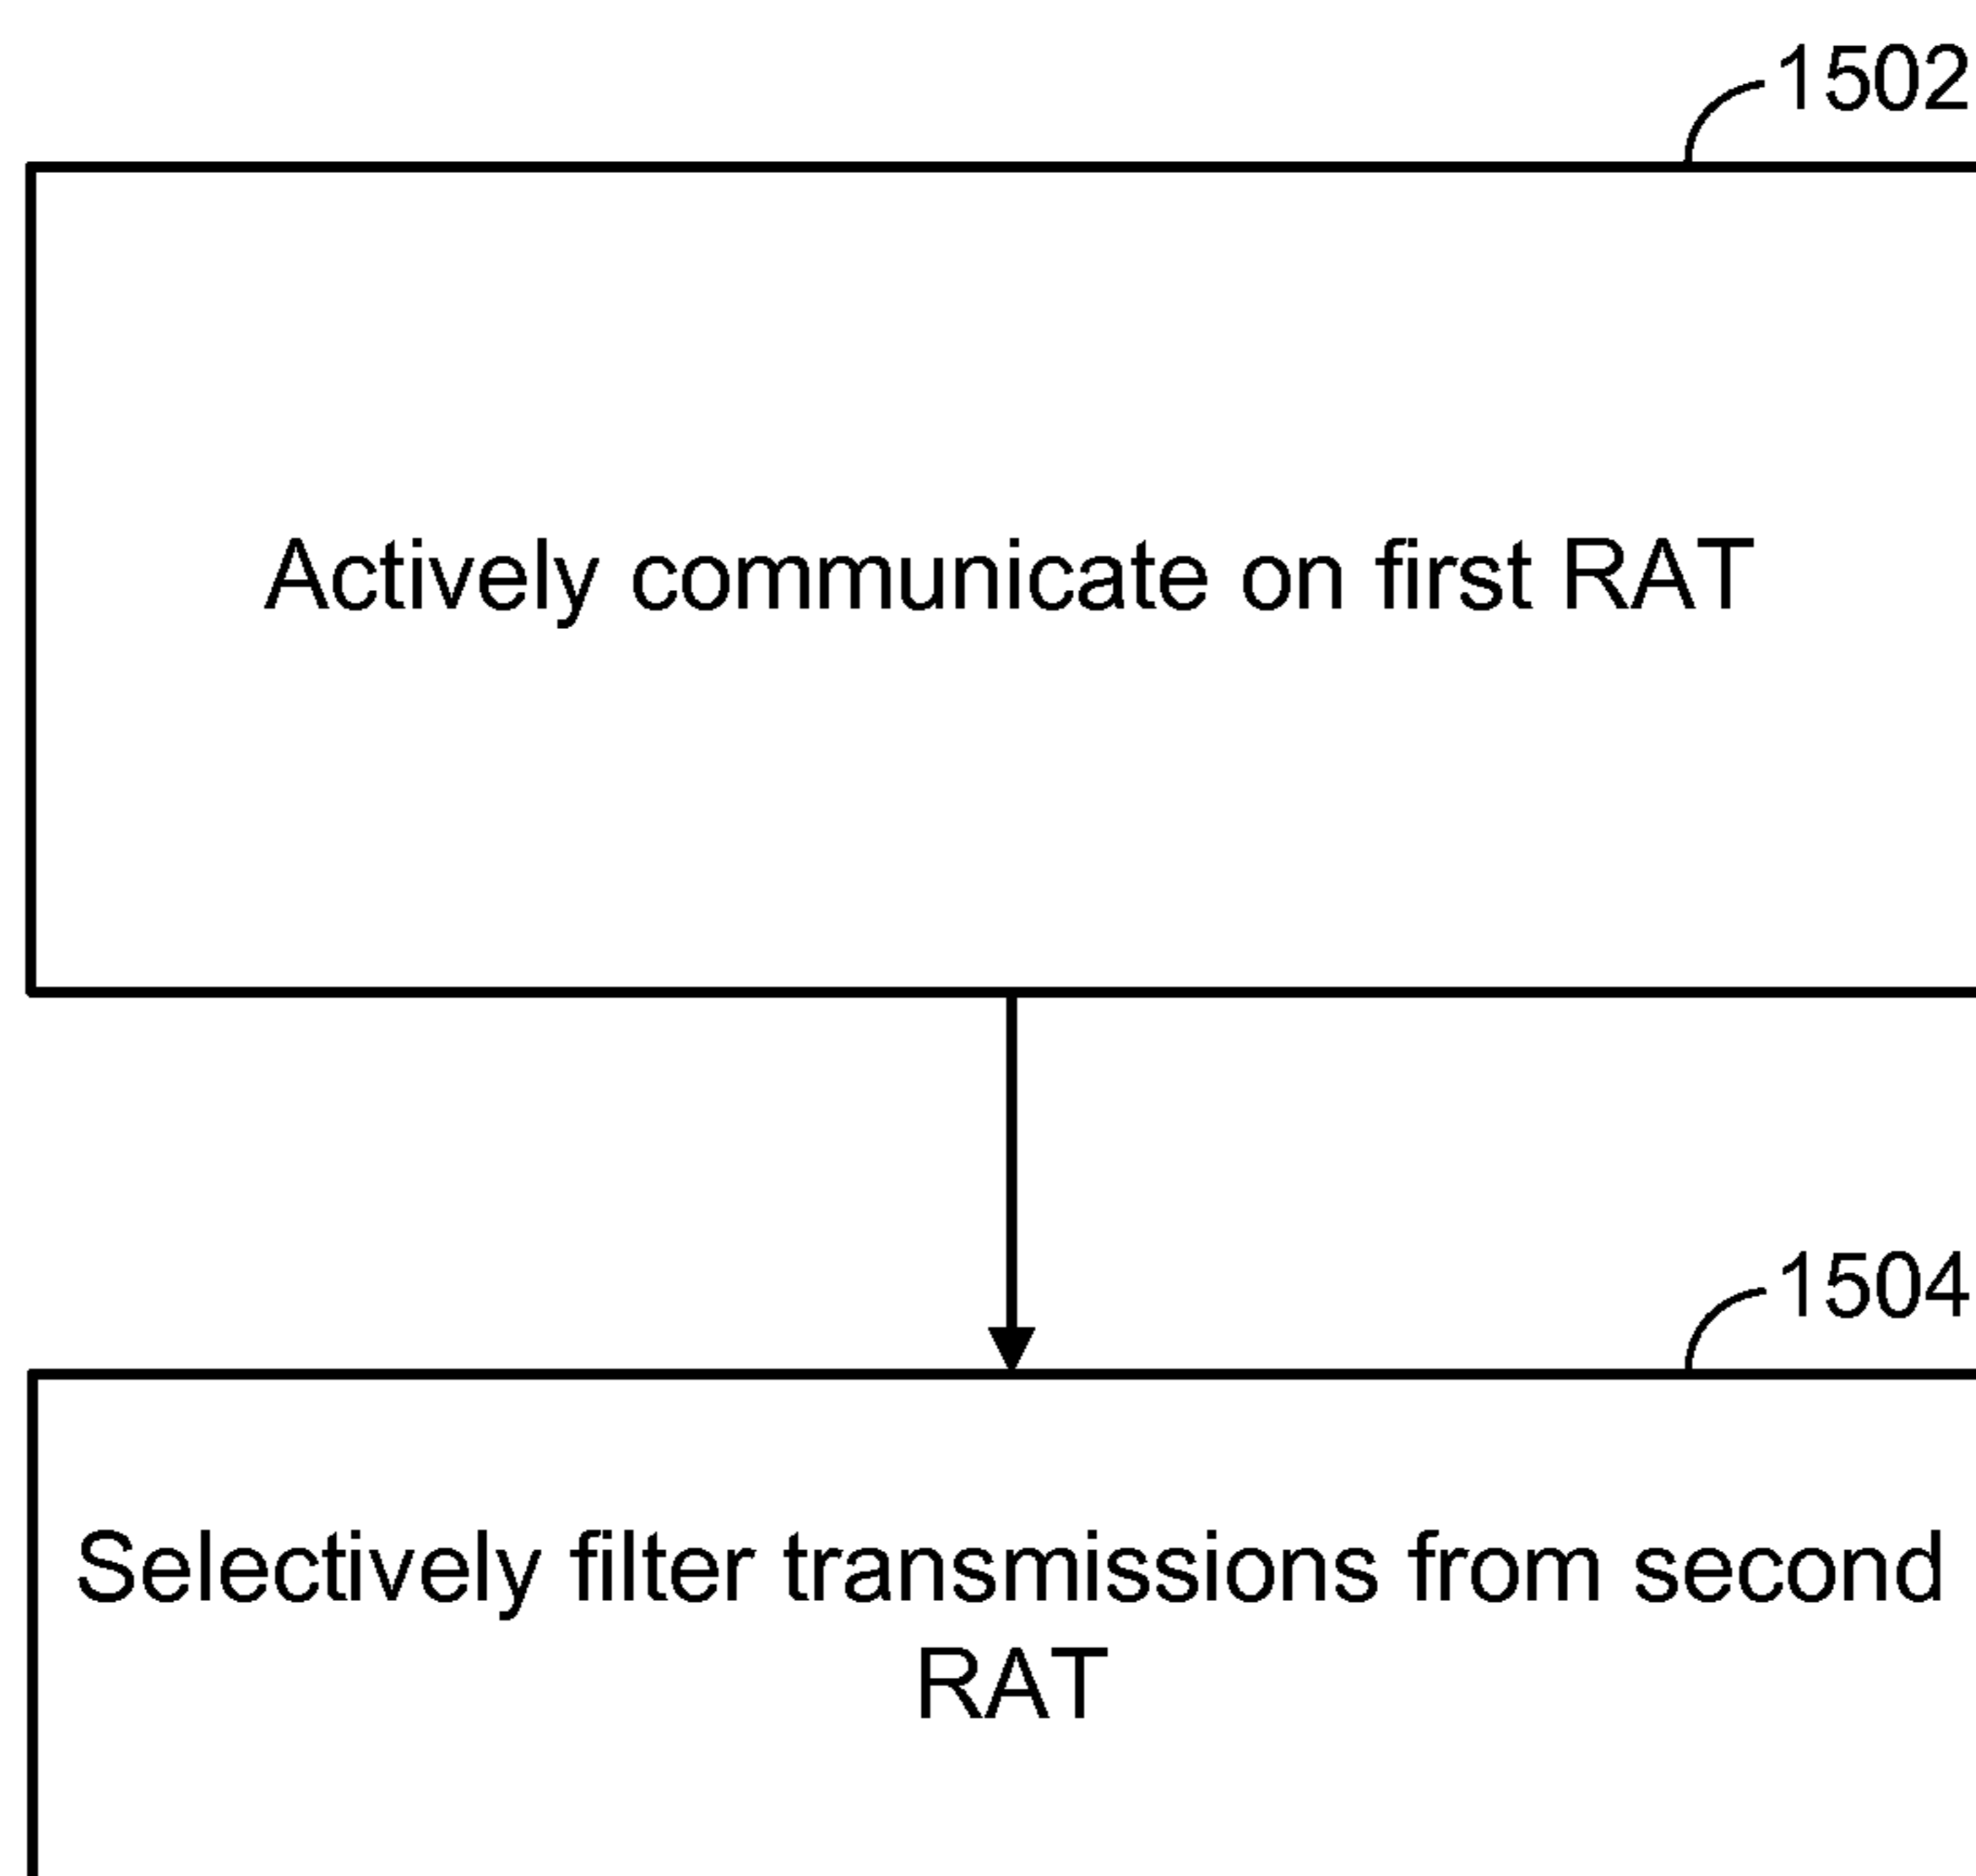 1502
Actively communicate on first RAT
1504
Selectively filter transmissions from second
RAT